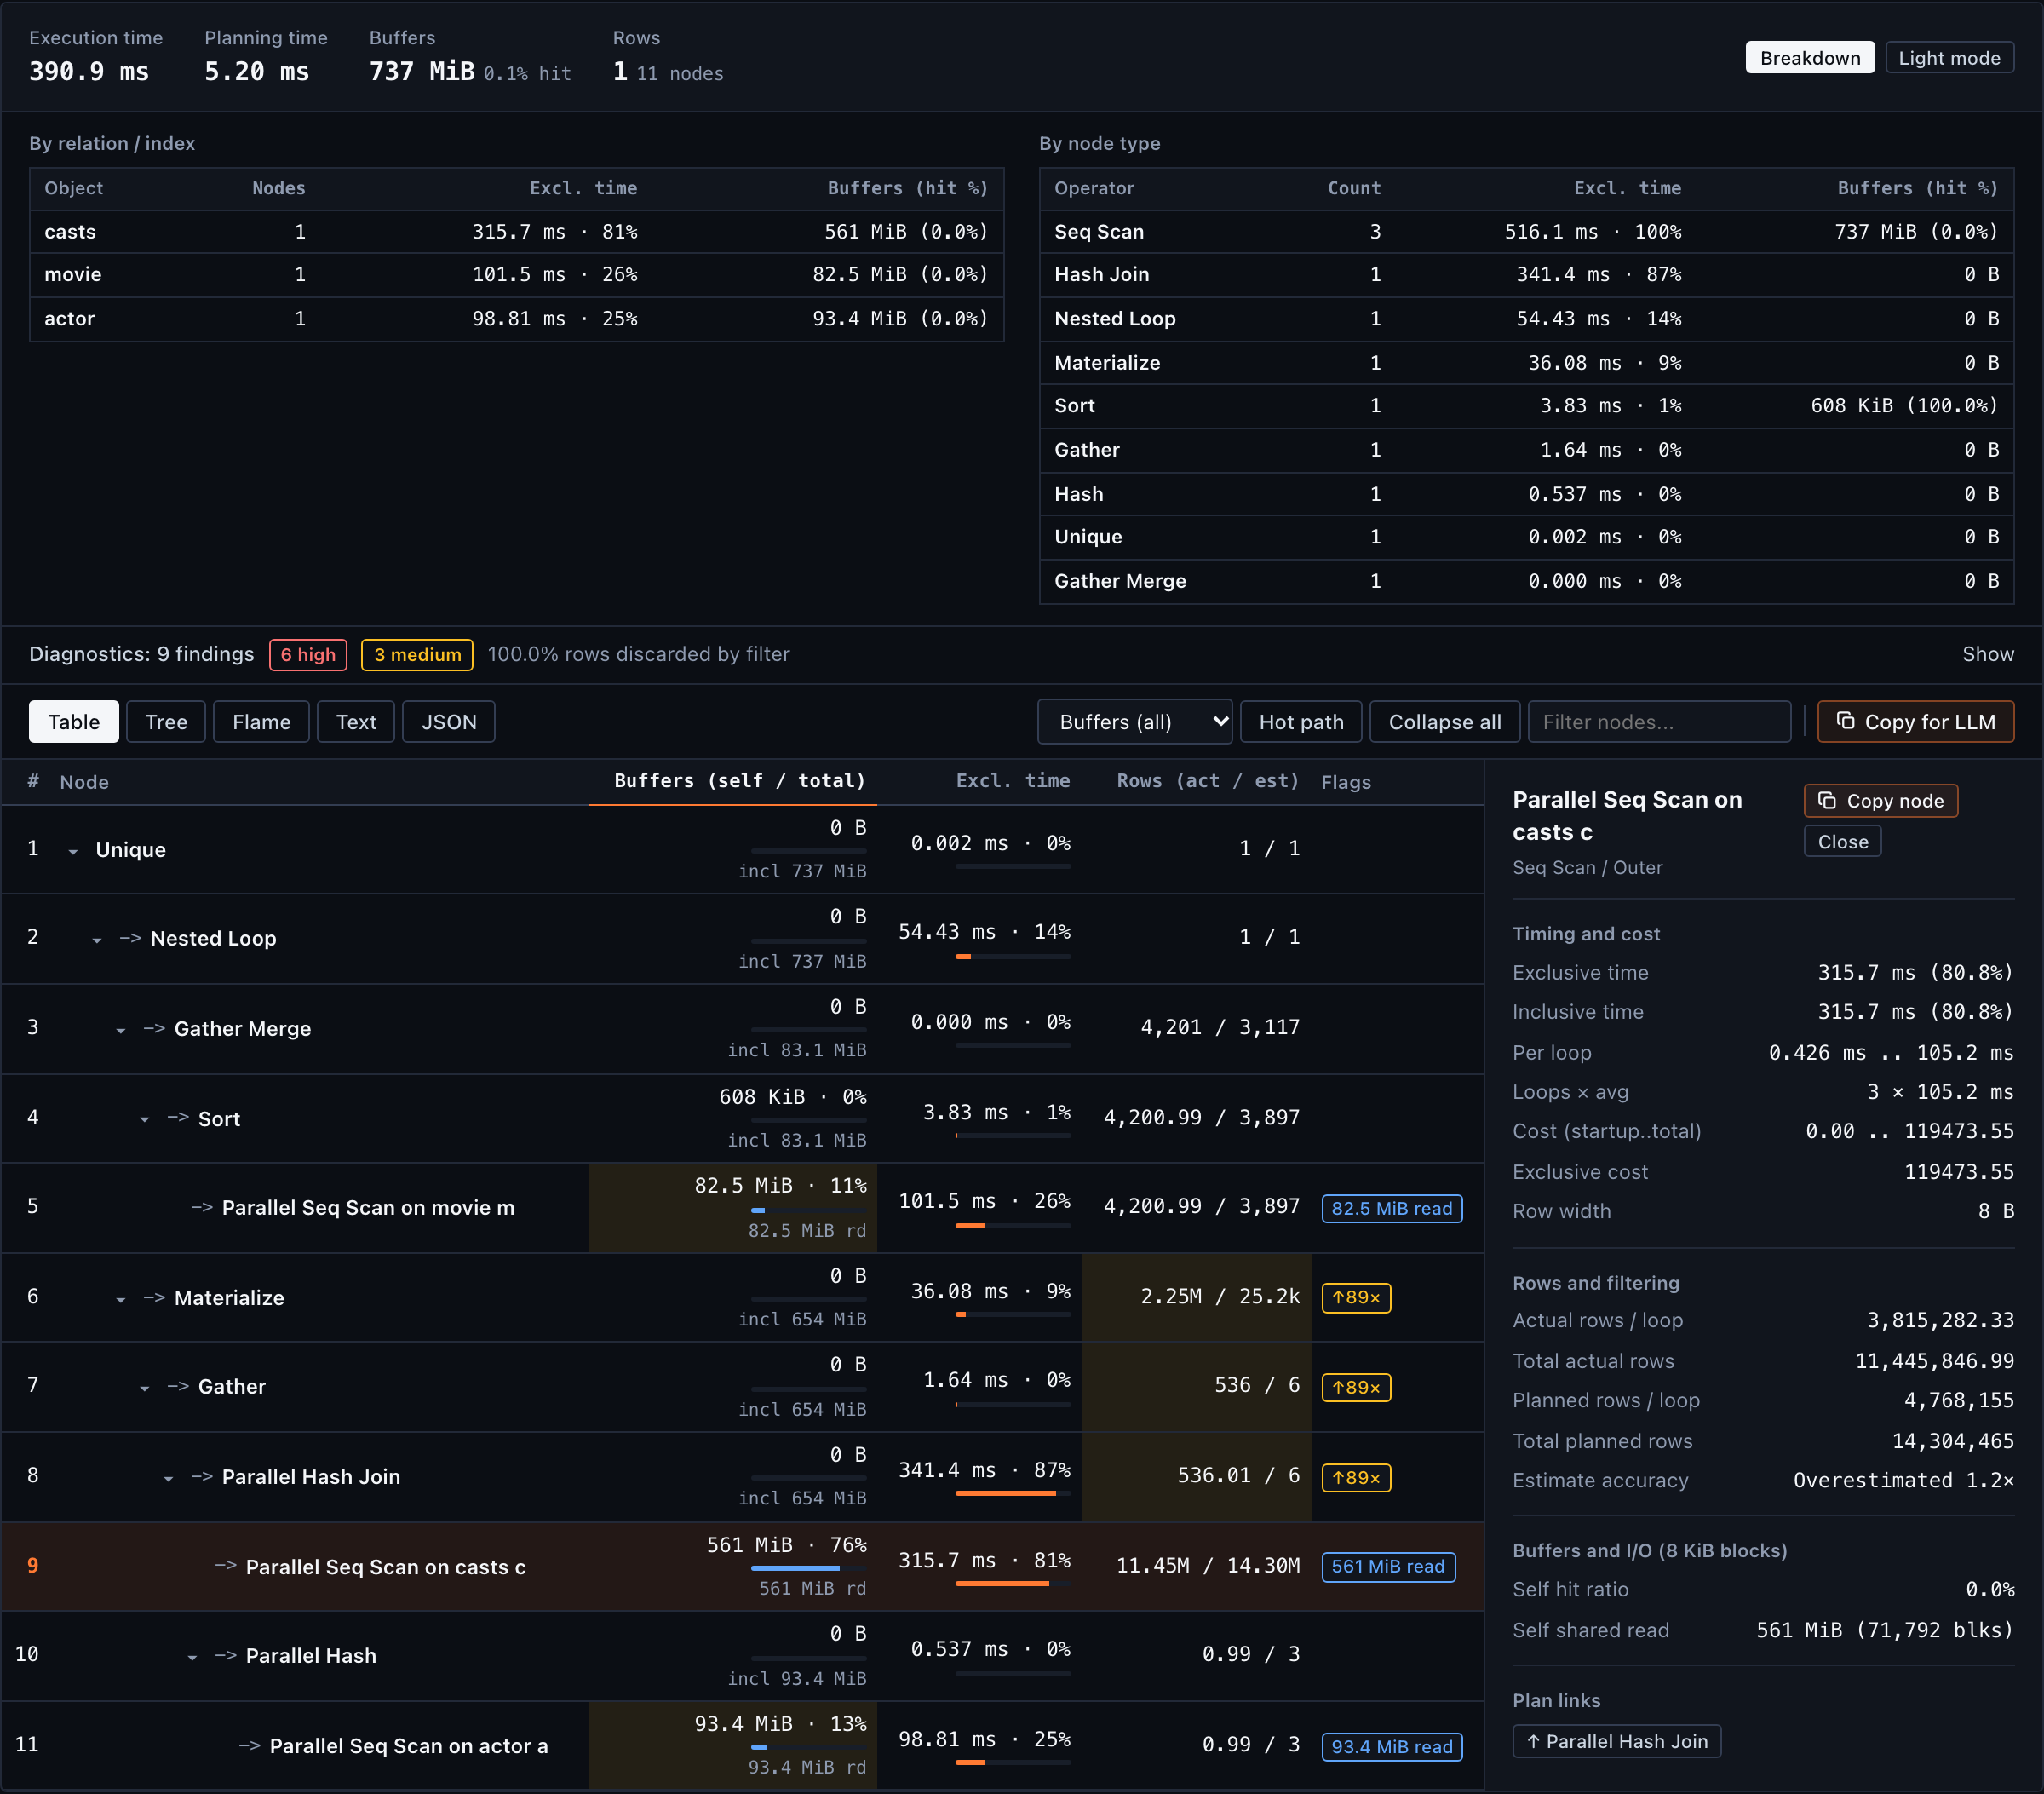 Execution time Planning time Buffers Rows
390.9 ms 5.20 ms 737 MiB 0.1% hit 1 11 nodes
Breakdown Light mode
By relation / index
Object Nodes Excl. time Buffers (hit %)
casts 1 315.7 ms · 81% 561 MiB (0.0%)
movie 1 101.5 ms · 26% 82.5 MiB (0.0%)
actor 1 98.81 ms · 25% 93.4 MiB (0.0%)
By node type
Operator Count Excl. time Buffers (hit %)
Seq Scan 3 516.1 ms · 100% 737 MiB (0.0%)
Hash Join 1 341.4 ms · 87% 0 B
Nested Loop 1 54.43 ms · 14% 0 B
Materialize 1 36.08 ms · 9% 0 B
Sort 1 3.83 ms · 1% 608 KiB (100.0%)
Gather 1 1.64 ms · 0% 0 B
Hash 1 0.537 ms · 0% 0 B
Unique 1 0.002 ms · 0% 0 B
Gather Merge 1 0.000 ms · 0% 0 B
Diagnostics: 9 findings 6 high 3 medium 100.0% rows discarded by filter Show
Table Tree Flame Text JSON Buffers (all) Hot path Collapse all Filter nodes... Copy for LLM
# Node Buffers (self / total) Excl. time Rows (act / est) Flags
1 Unique 0 B 0.002 ms · 0% 1 / 1
incl 737 MiB
2 -> Nested Loop 0 B 54.43 ms · 14% 1 / 1
incl 737 MiB
3 -> Gather Merge 0 B 0.000 ms · 0% 4,201 / 3,117
incl 83.1 MiB
4 -> Sort 608 KiB · 0% 3.83 ms · 1% 4,200.99 / 3,897
incl 83.1 MiB
5 -> Parallel Seq Scan on movie m 82.5 MiB · 11% 101.5 ms · 26% 4,200.99 / 3,897 82.5 MiB read
82.5 MiB rd
6 -> Materialize 0 B 36.08 ms · 9% 2.25M / 25.2k ↑89×
incl 654 MiB
7 -> Gather 0 B 1.64 ms · 0% 536 / 6 ↑89×
incl 654 MiB
8 -> Parallel Hash Join 0 B 341.4 ms · 87% 536.01 / 6 ↑89×
incl 654 MiB
9 -> Parallel Seq Scan on casts c 561 MiB · 76% 315.7 ms · 81% 11.45M / 14.30M 561 MiB read
561 MiB rd
10 -> Parallel Hash 0 B 0.537 ms · 0% 0.99 / 3
incl 93.4 MiB
11 -> Parallel Seq Scan on actor a 93.4 MiB · 13% 98.81 ms · 25% 0.99 / 3 93.4 MiB read
93.4 MiB rd
Parallel Seq Scan on
casts c
Copy node
Close
Seq Scan / Outer
Timing and cost
Exclusive time 315.7 ms (80.8%)
Inclusive time 315.7 ms (80.8%)
Per loop 0.426 ms .. 105.2 ms
Loops × avg 3 × 105.2 ms
Cost (startup..total) 0.00 .. 119473.55
Exclusive cost 119473.55
Row width 8 B
Rows and filtering
Actual rows / loop 3,815,282.33
Total actual rows 11,445,846.99
Planned rows / loop 4,768,155
Total planned rows 14,304,465
Estimate accuracy Overestimated 1.2×
Buffers and I/O (8 KiB blocks)
Self hit ratio 0.0%
Self shared read 561 MiB (71,792 blks)
Plan links
↑ Parallel Hash Join